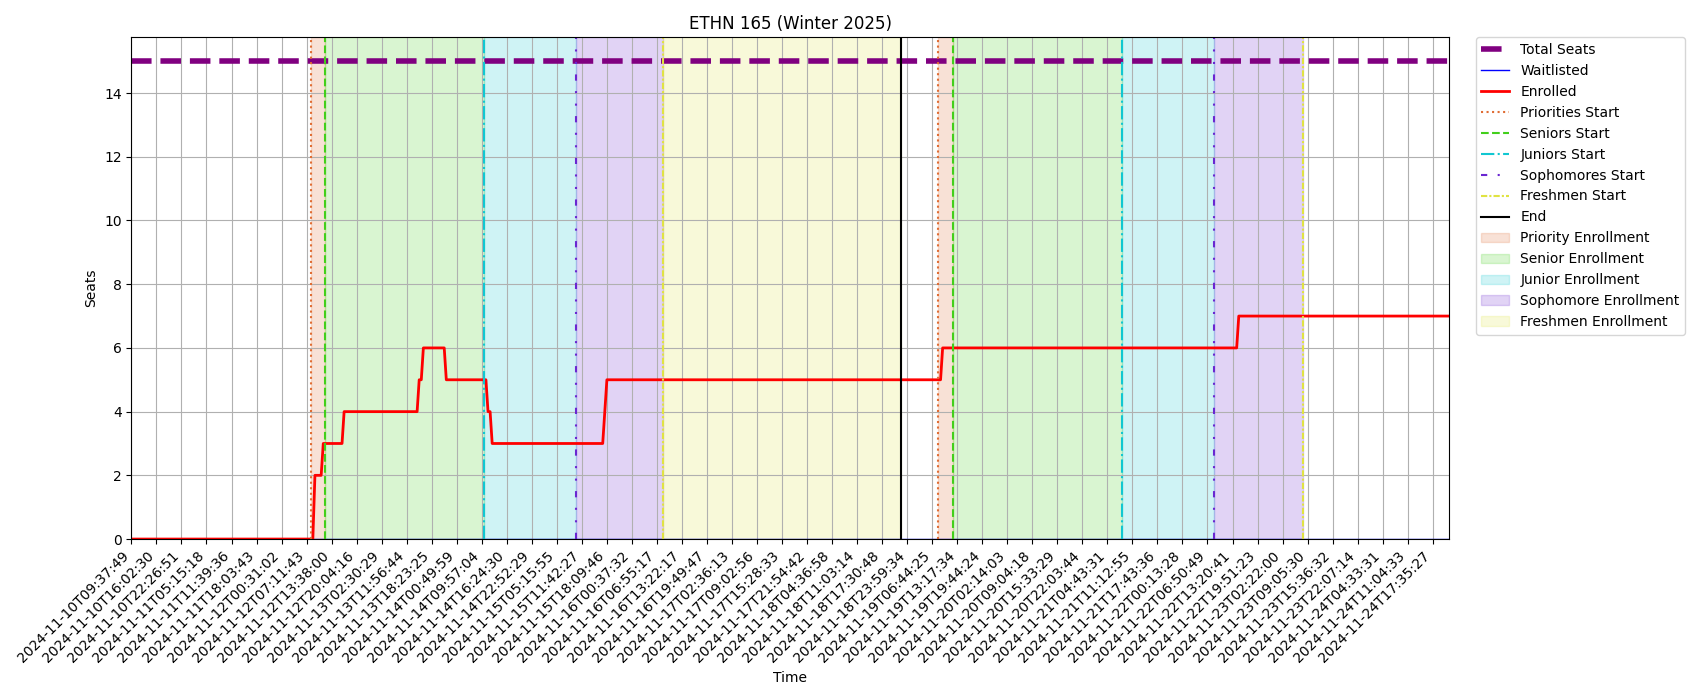 ETHN 165 (Winter 2025)
Total Seats
Waitlisted
Enrolled
Priorities Start
Seniors Start
Juniors Start
Sophomores Start
Freshmen Start
End
Priority Enrollment
Senior Enrollment
Junior Enrollment
Sophomore Enrollment
Freshmen Enrollment
Seats
14
12
10
8
6
4
2
0
2024-11-10T09:37:49
2024-11-10T16:02:30
2024-11-10T22:26:51
2024-11-11T05:15:18
2024-11-11T11:39:36
2024-11-11T18:03:43
2024-11-12T00:31:02
2024-11-12T07:11:43
2024-11-12T13:38:00
2024-11-12T20:04:16
2024-11-13T02:30:29
2024-11-13T11:56:44
2024-11-13T18:23:25
2024-11-14T00:49:59
2024-11-14T09:57:04
2024-11-14T16:24:30
2024-11-14T22:52:29
2024-11-15T05:15:55
2024-11-15T11:42:27
2024-11-15T18:09:46
2024-11-16T00:37:32
2024-11-16T06:55:17
2024-11-16T13:22:17
2024-11-16T19:49:47
2024-11-17T02:36:13
2024-11-17T09:02:56
2024-11-17T15:28:33
2024-11-17T21:54:42
2024-11-18T04:36:58
2024-11-18T11:03:14
2024-11-18T17:30:48
2024-11-18T23:59:34
2024-11-19T06:44:25
2024-11-19T13:17:34
2024-11-19T19:44:24
2024-11-20T02:14:03
2024-11-20T09:04:18
2024-11-20T15:33:29
2024-11-20T22:03:44
2024-11-21T04:43:31
2024-11-21T11:12:55
2024-11-21T17:43:36
2024-11-22T00:13:28
2024-11-22T06:50:49
2024-11-22T13:20:41
2024-11-22T19:51:23
2024-11-23T02:22:00
2024-11-23T09:05:30
2024-11-23T15:36:32
2024-11-23T22:07:14
2024-11-24T04:33:31
2024-11-24T11:04:33
2024-11-24T17:35:27
Time